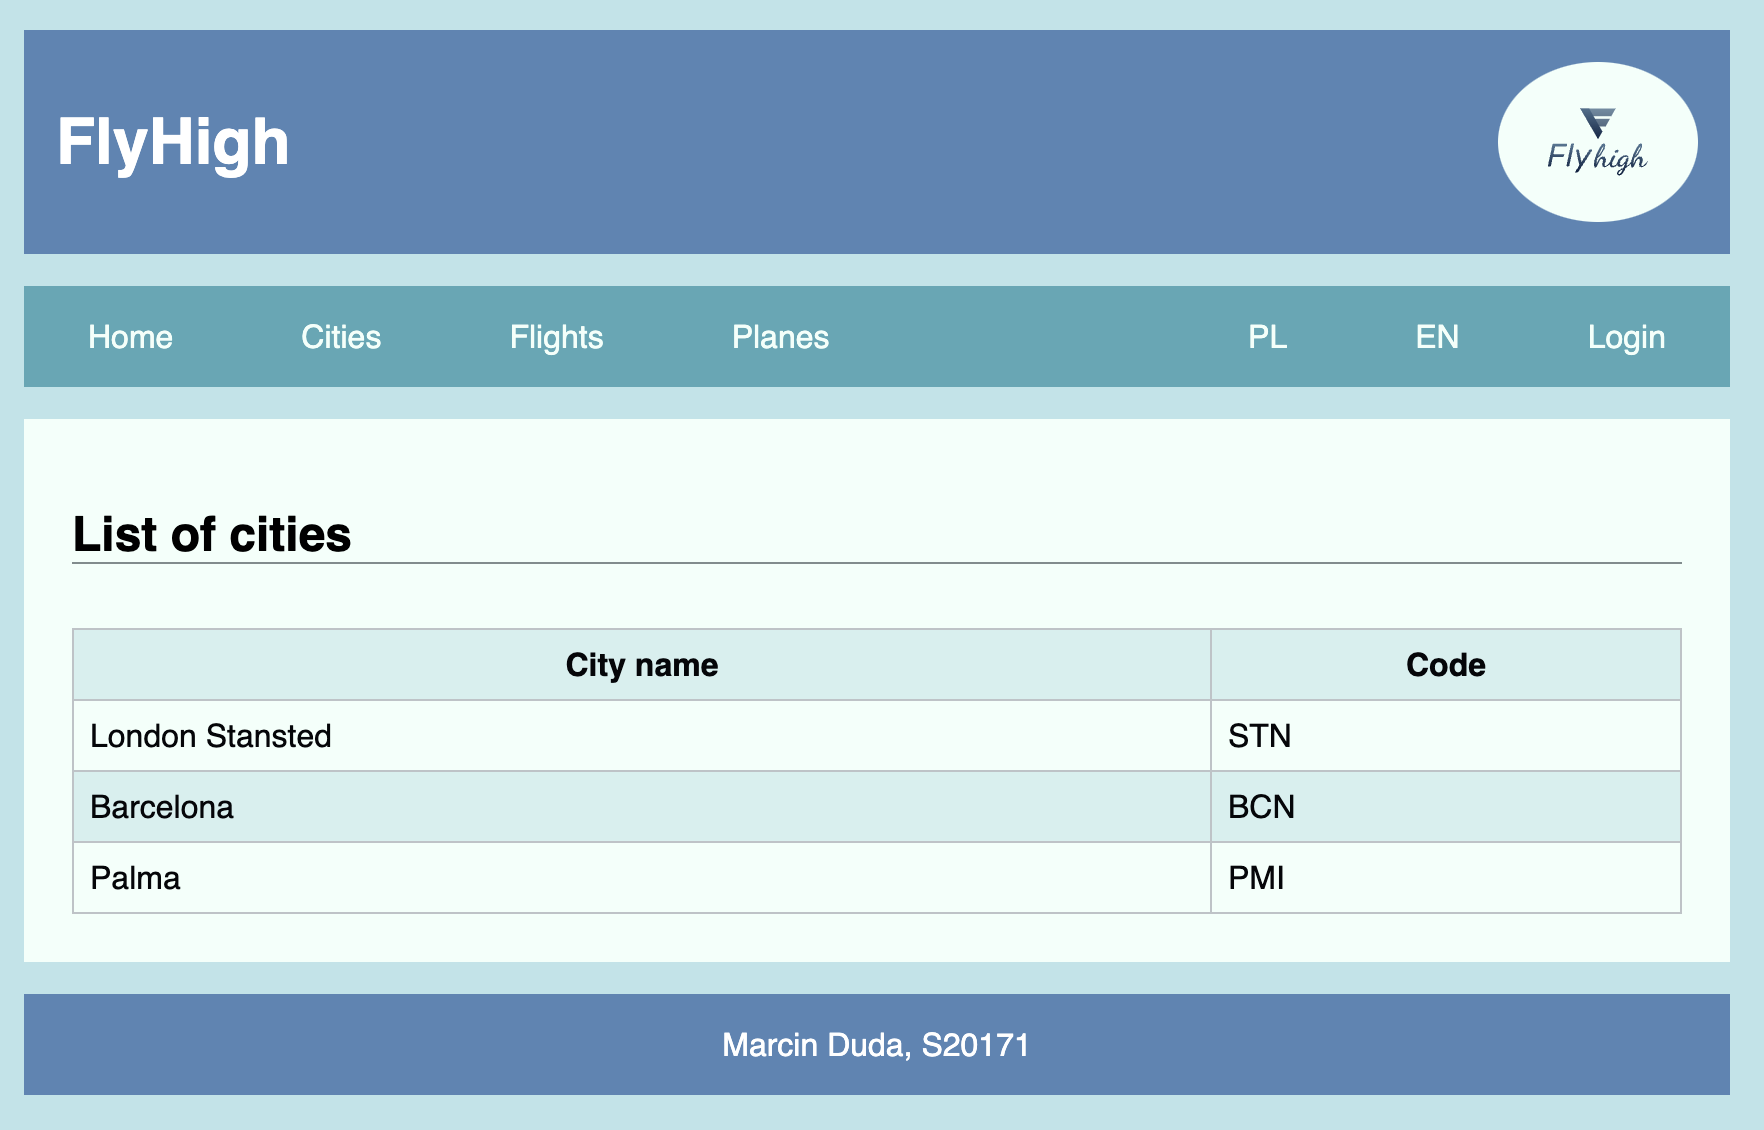 FlyHigh
Fly high
Home Cities Flights Planes PL EN Login
List of cities
City name Code
London Stansted STN
Barcelona BCN
Palma PMI
Marcin Duda, S20171